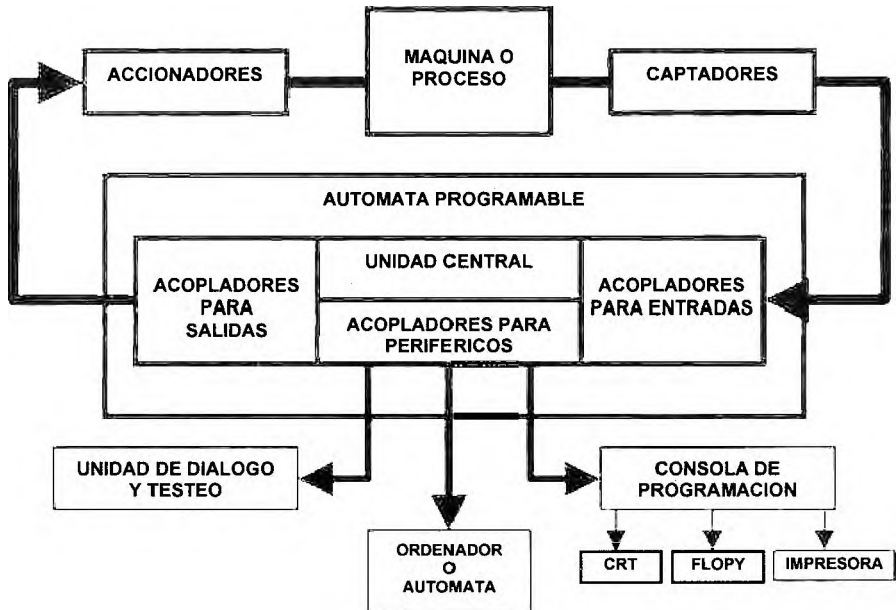 ACCIONADORES
MAQUINA O
PROCESO
CAPTADORES
AUTOMATA PROGRAMABLE
ACOPLADORES
PARA
SALIDAS
UNIDAD CENTRAL
ACOPLADORES PARA
PERIFERICOS
ACOPLADORES
PARA ENTRADAS
UNIDAD DE DIALOGO
Y TESTEO
ORDENADOR
O
AUTOMATA
CONSOLA DE
PROGRAMACION
CRT
FLOPY
IMPRESORA